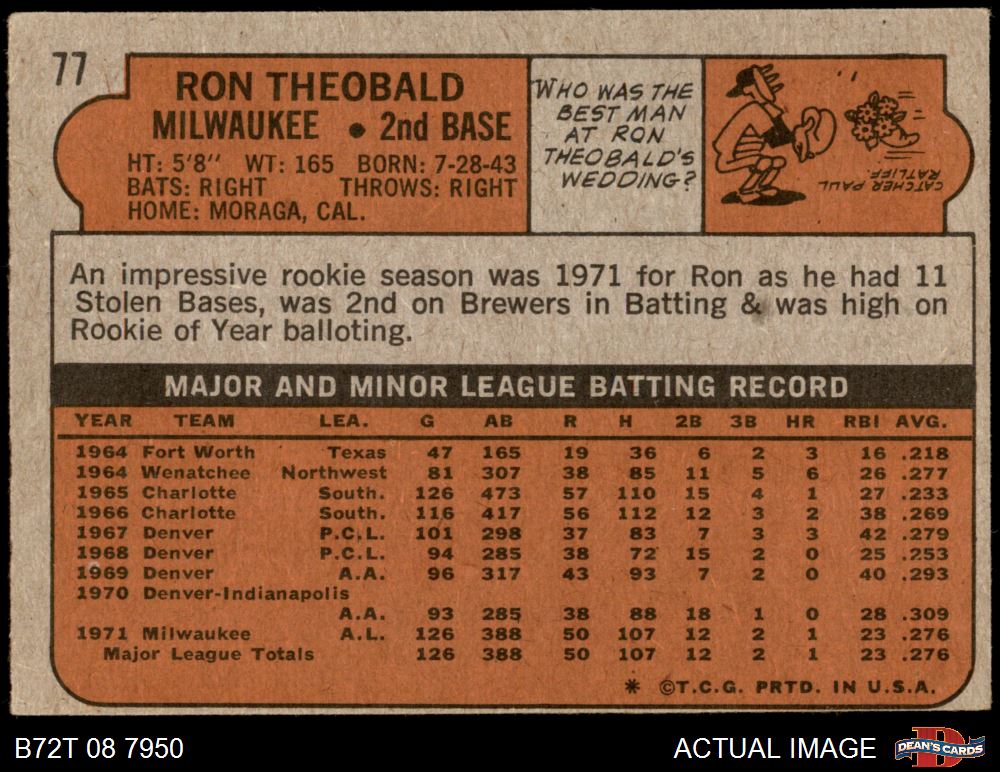 77
RON THEOBALD
MILWAUKEE • 2nd BASE
HT: 5'8" WT: 165 BORN: 7-28-43
BATS: RIGHT THROWS: RIGHT
HOME: MORAGA, CAL.
WHO WAS THE
BEST MAN
AT RON
THEOBALD'S
WEDDING?
CATCHER PAUL
RATLIFF.
An impressive rookie season was 1971 for Ron as he had 11
Stolen Bases, was 2nd on Brewers in Batting & was high on
Rookie of Year balloting.
MAJOR AND MINOR LEAGUE BATTING RECORD
YEAR TEAM LEA. G AB R H 2B 3B HR RBI AVG.
1964 Fort Worth Texas 47 165 19 36 6 2 3 16 .218
1964 Wenatchee Northwest 81 307 38 85 11 5 6 26 .277
1965 Charlotte South. 126 473 57 110 15 4 1 27 .233
1966 Charlotte South. 116 417 56 112 12 3 2 38 .269
1967 Denver P.C.L. 101 298 37 83 7 3 3 42 .279
1968 Denver P.C.L. 94 285 38 72 15 2 0 25 .253
1969 Denver A.A. 96 317 43 93 7 2 0 40 .293
1970 Denver-Indianapolis
A.A. 93 285 38 88 18 1 0 28 .309
1971 Milwaukee A.L. 126 388 50 107 12 2 1 23 .276
Major League Totals 126 388 50 107 12 2 1 23 .276
* ©T.C.G. PRTD. IN U.S.A.
B72T 08 7950
ACTUAL IMAGE
D
DEAN'S CARDS